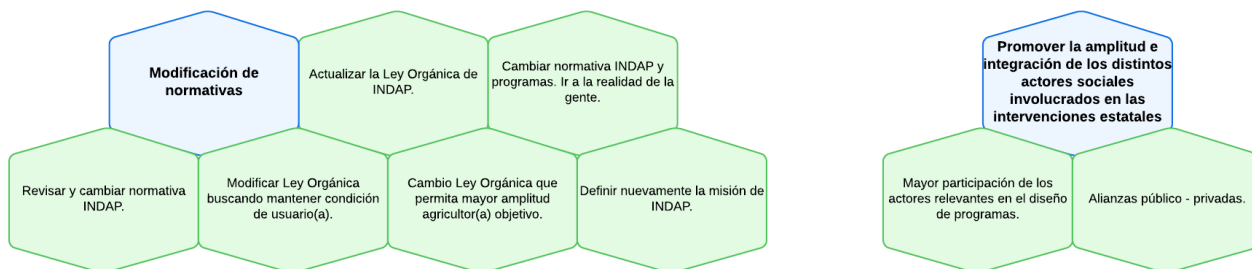 Modificación de
normativas
Actualizar la Ley Orgánica de
INDAP.
Cambiar normativa INDAP y
programas. Ir a la realidad de la
gente.
Revisar y cambiar normativa
INDAP.
Modificar Ley Orgánica
buscando mantener condición
de usuario(a).
Cambio Ley Orgánica que
permita mayor amplitud
agricultor(a) objetivo.
Definir nuevamente la misión de
INDAP.
Promover la amplitud e
integración de los distintos
actores sociales
involucrados en las
intervenciones estatales
Mayor participación de los
actores relevantes en el diseño
de programas.
Alianzas público - privadas.